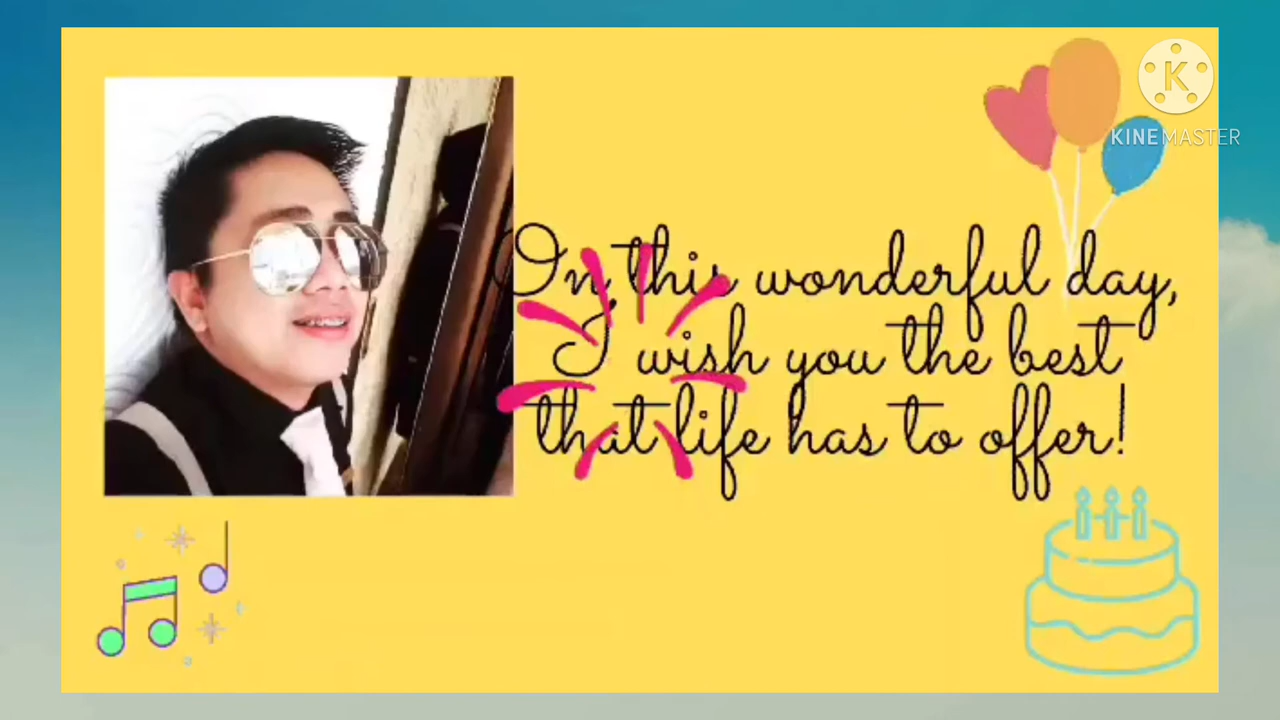 K
KINEMASTER
On this wonderful day,
I wish you the best
that life has to offer!